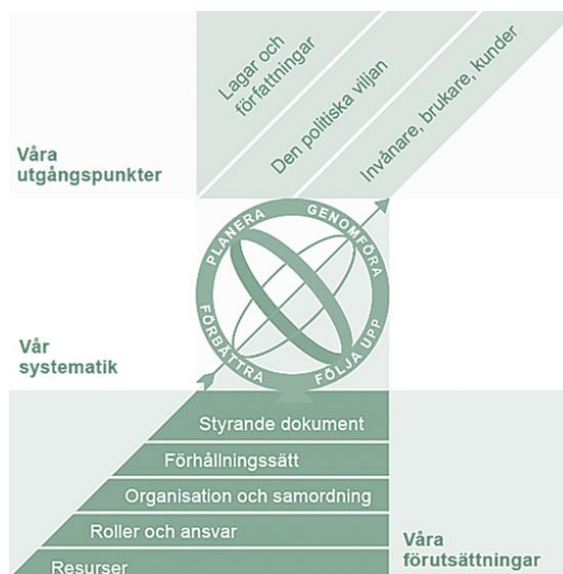 Lagar och
författningar
Den politiska viljan
Invånare, brukare, kunder
Våra
utgångspunkter
PLANERA
GENOMFÖRA
FÖRBÄTTRA
FÖLJA UPP
Vår
systematik
Styrande dokument
Förhållningssätt
Organisation och samordning
Roller och ansvar
Resurser
Våra
förutsättningar